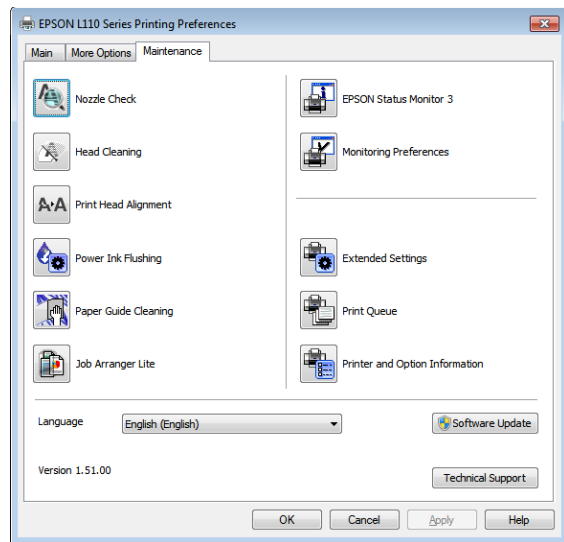 EPSON L110 Series Printing Preferences
Main More Options Maintenance
Nozzle Check
EPSON Status Monitor 3
Head Cleaning
Monitoring Preferences
Print Head Alignment
Power Ink Flushing
Extended Settings
Paper Guide Cleaning
Print Queue
Job Arranger Lite
Printer and Option Information
Language English (English) Software Update
Version 1.51.00
Technical Support
OK Cancel Apply Help